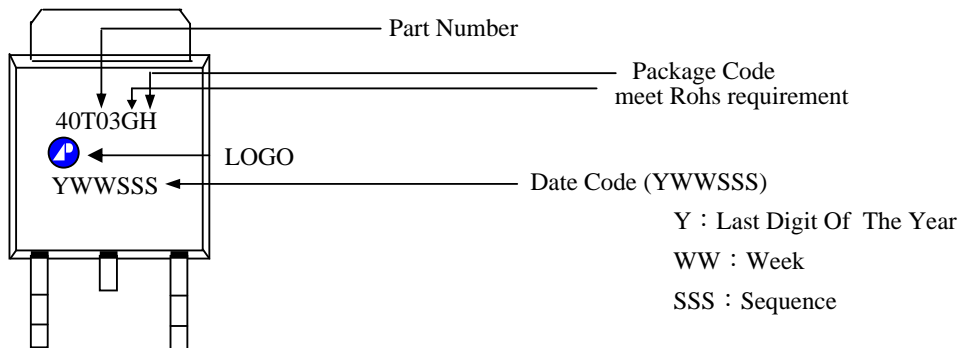 Part Number
Package Code
meet Rohs requirement
40T03GH
LOGO
YWWSSS
Date Code (YWWSSS)
Y：Last Digit Of The Year
WW：Week
SSS：Sequence